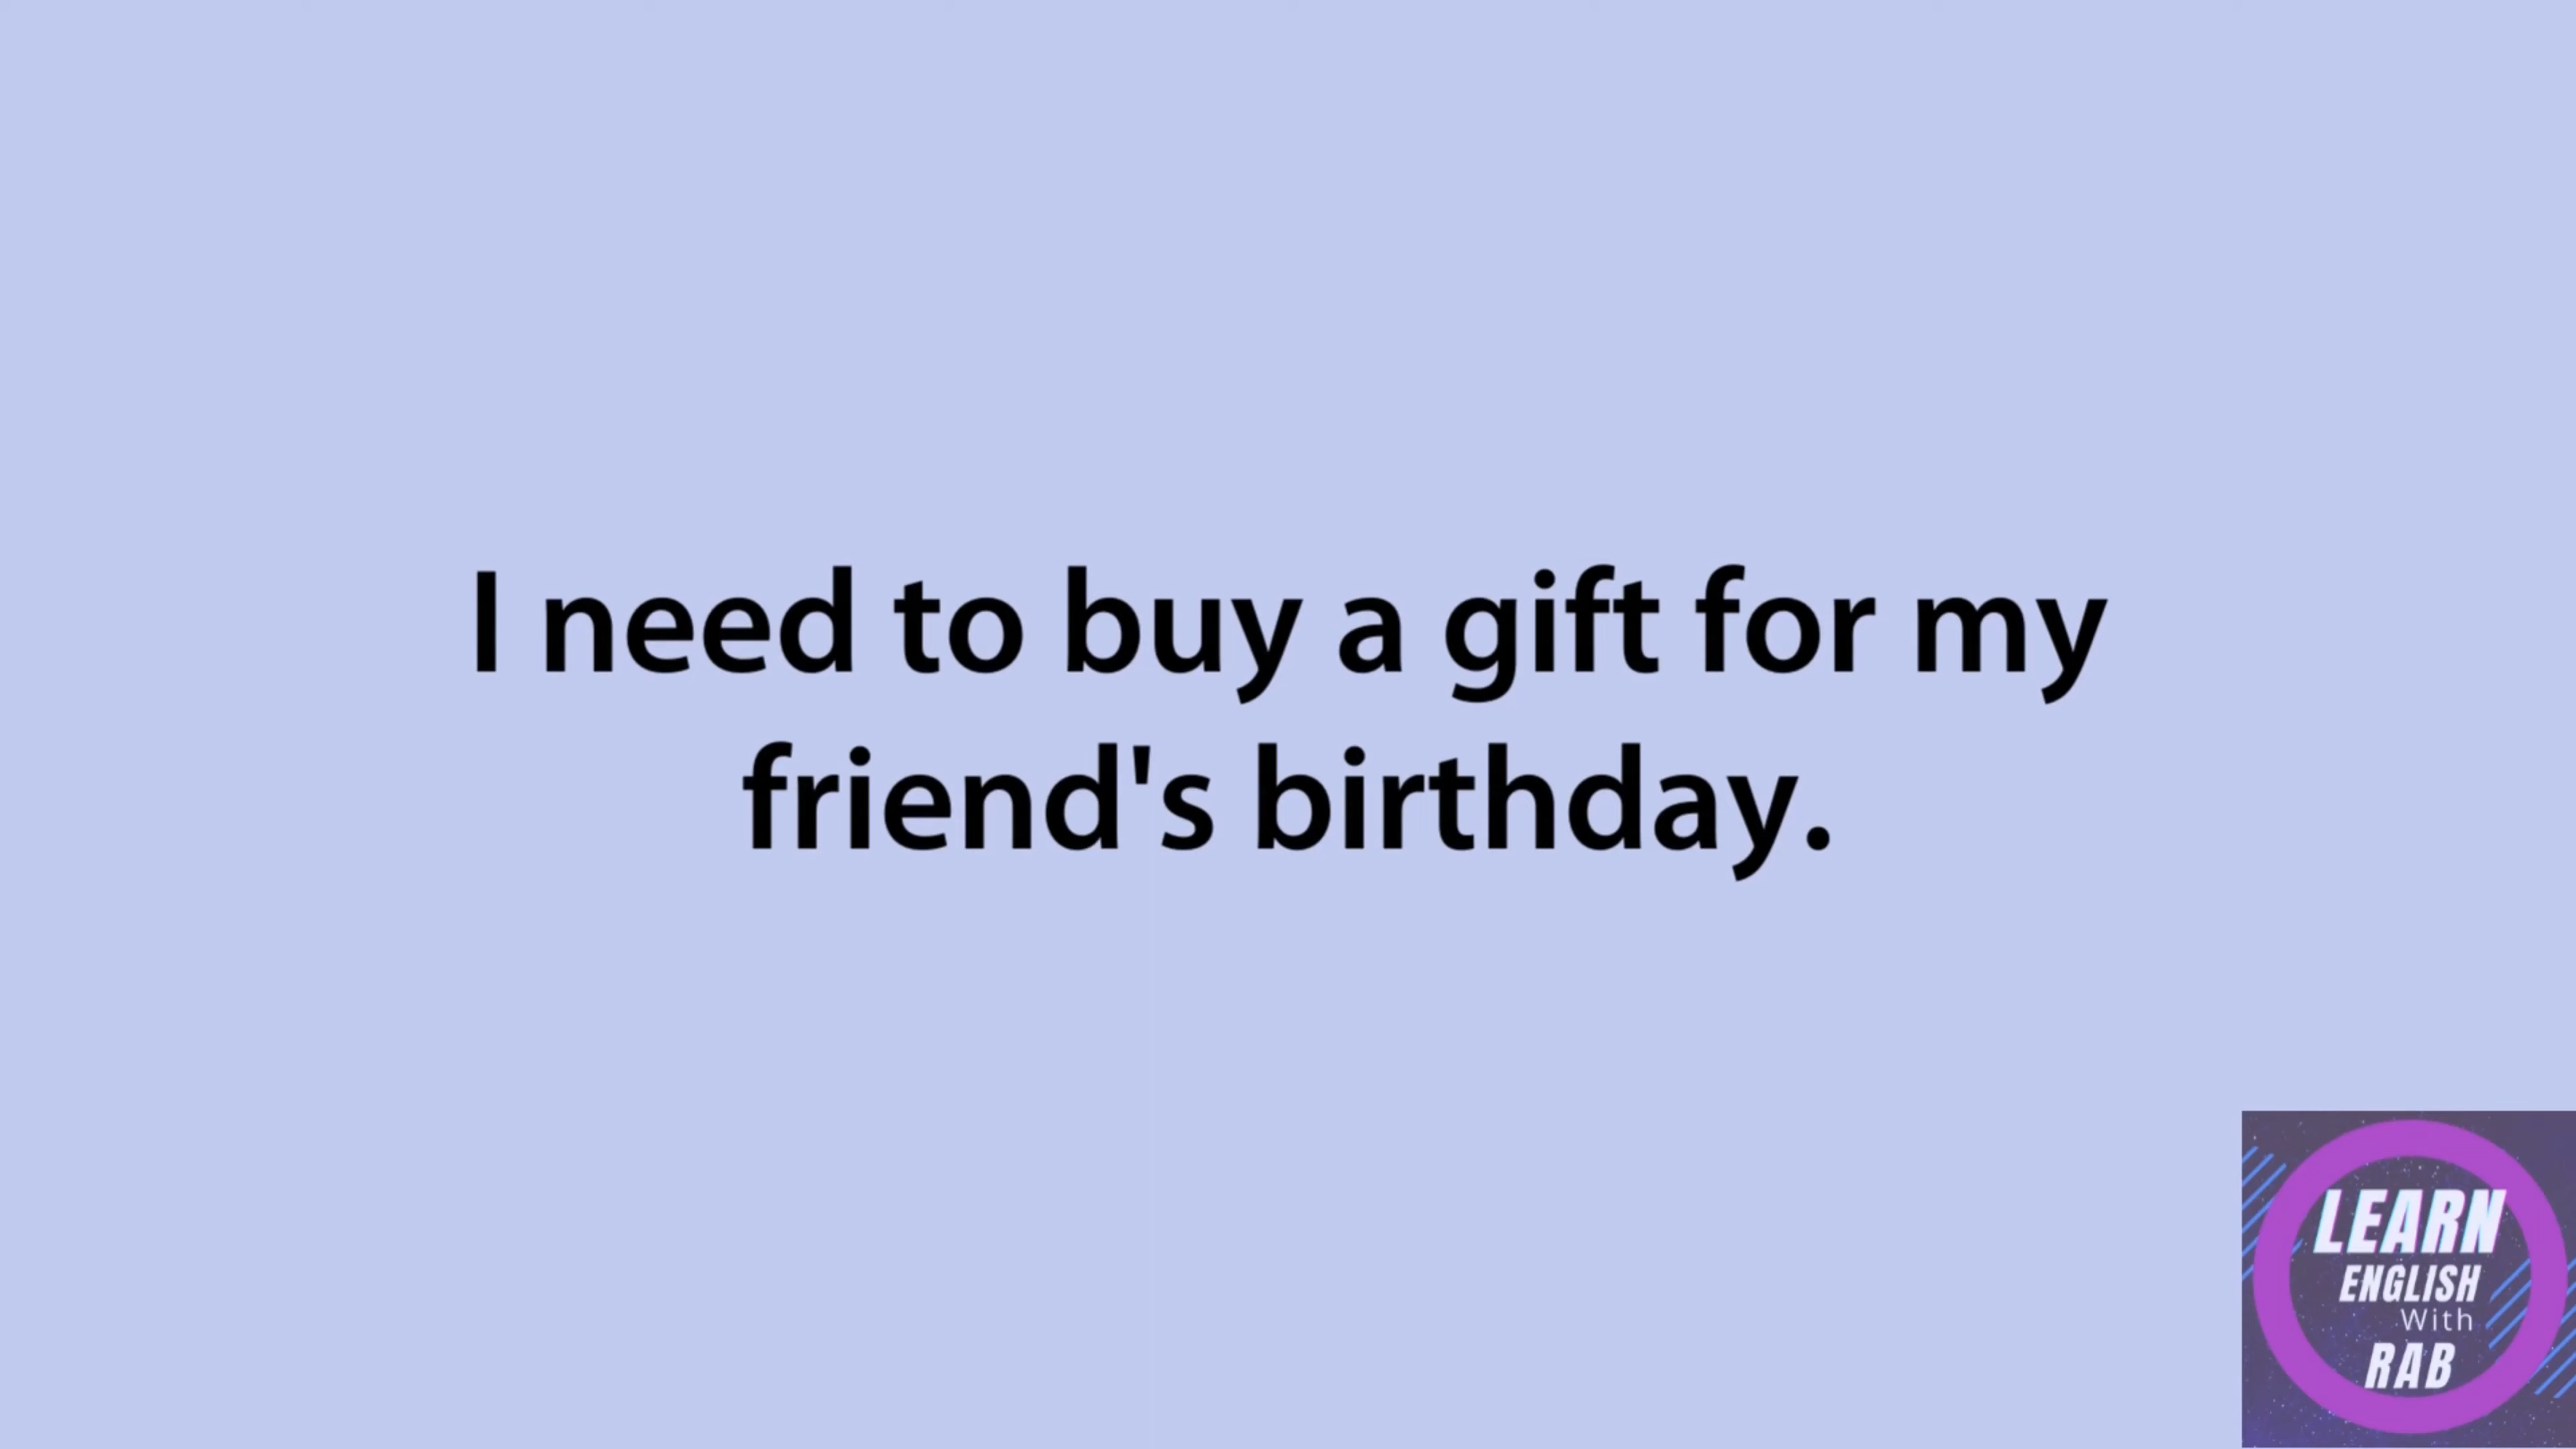 I need to buy a gift for my
friend's birthday.
LEARN
ENGLISH
With
RAB